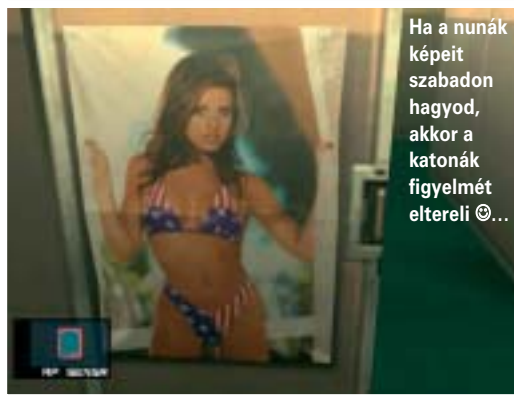 Ha a nunák
képeit
szabadon
hagyod,
akkor a
katonák
figyelmét
eltereli ☺...